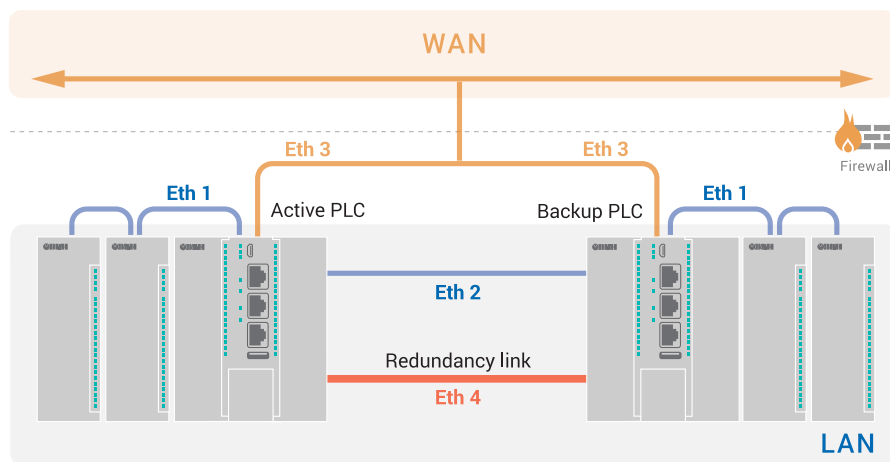 WAN
Eth 3
Eth 3
Firewall
Eth 1
Eth 1
Active PLC
Backup PLC
Eth 2
Redundancy link
Eth 4
LAN